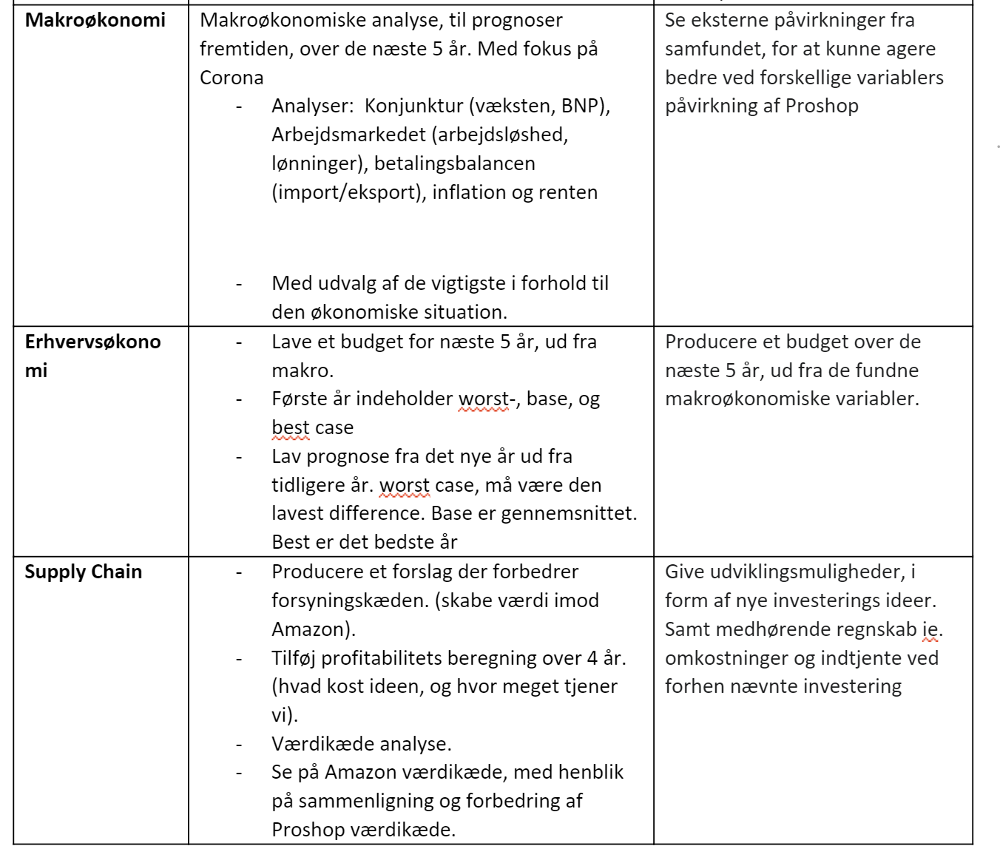 Makroøkonomi
Makroøkonomiske analyse, til prognoser
fremtiden, over de næste 5 år. Med fokus på
Corona
- Analyser:  Konjunktur (væksten, BNP),
Arbejdsmarkedet (arbejdsløshed,
lønninger), betalingsbalancen
(import/eksport), inflation og renten
- Med udvalg af de vigtigste i forhold til
den økonomiske situation.
Se eksterne påvirkninger fra
samfundet, for at kunne agere
bedre ved forskellige variablers
påvirkning af Proshop
Erhvervsøkono
mi
- Lave et budget for næste 5 år, ud fra
makro.
- Første år indeholder worst-, base, og
best case
- Lav prognose fra det nye år ud fra
tidligere år. worst case, må være den
lavest difference. Base er gennemsnittet.
Best er det bedste år
Producere et budget over de
næste 5 år, ud fra de fundne
makroøkonomiske variabler.
Supply Chain
- Producere et forslag der forbedrer
forsyningskæden. (skabe værdi imod
Amazon).
- Tilføj profitabilitets beregning over 4 år.
(hvad kost ideen, og hvor meget tjener
vi).
- Værdikæde analyse.
- Se på Amazon værdikæde, med henblik
på sammenligning og forbedring af
Proshop værdikæde.
Give udviklingsmuligheder, i
form af nye investerings ideer.
Samt medhørende regnskab ie.
omkostninger og indtjente ved
forhen nævnte investering